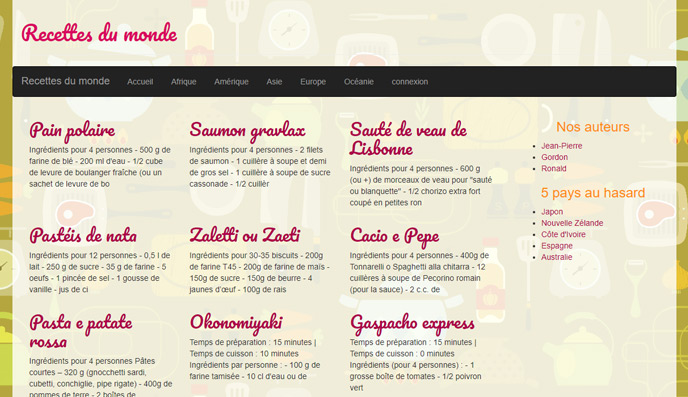 Recettes du monde
Recettes du monde Accueil Afrique Amérique Asie Europe Océanie connexion
Pain polaire
Ingrédients pour 4 personnes - 500 g
de farine de blé - 200 ml d'eau - 1/2 cube
de levure de boulanger fraîche (ou un
sachet de levure de bo
Saumon gravlax
Ingrédients pour 4 personnes - 2 filets
de saumon - 1 cuillère à soupe et demi
de gros sel - 1 cuillère à soupe de sucre
cassonade - 1/2 cuillèr
Sauté de veau de
Lisbonne
Ingrédients pour 4 personnes - 600 g
(ou +) de morceaux de veau pour "sauté
ou blanquette" - 1/2 chorizo extra fort
coupé en petites ron
Nos auteurs
Jean-Pierre
Gordon
Ronald
5 pays au hasard
Japon
Nouvelle Zélande
Côte d'Ivoire
Espagne
Australie
Pastéis de nata
Ingrédients pour 12 personnes - 0,5 l de
lait - 250 g de sucre - 35 g de farine - 5
oeufs - 1 pincée de sel - 1 gousse de
vanille - jus de ci
Zaletti ou Zaeti
Ingrédients pour 30-35 biscuits - 200g
de farine T45 - 200g de farine de maïs -
150g de sucre - 150g de beurre - 4
jaunes d'œuf - 100g de rais
Cacio e Pepe
Ingrédients pour 4 personnes - 400g de
Tonnarelli o Spaghetti alla chitarra - 12
cuillères à soupe de Pecorino romain
(pour la sauce) - 2 c.c. de
Pasta e patate
rossa
Ingrédients pour 4 personnes Pâtes
courtes – 320 g (gnocchetti sardi,
cubetti, conchiglie, pipe rigate) - 400g de
pommes de terre - 2 boîtes de
Okonomiyaki
Temps de préparation : 15 minutes |
Temps de cuisson : 10 minutes
Ingrédients par personne : - 100 g de
farine tamisée - 10 cl d'eau ou de
Gaspacho express
Temps de préparation : 15 minutes |
Temps de cuisson : 0 minutes
Ingrédients (pour 4 personnes) : - 1
grosse boîte de tomates - 1/2 poivron
vert